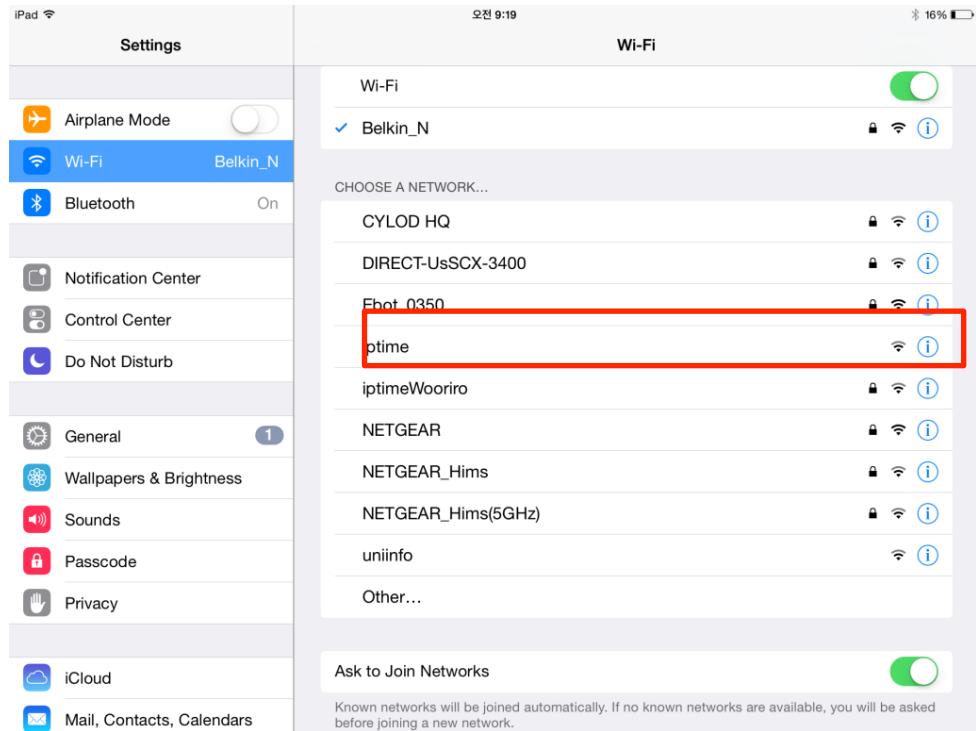 iPad 오전 9:19 16%
Settings
Wi-Fi
Airplane Mode
Wi-Fi Belkin_N
Bluetooth On
Notification Center
Control Center
Do Not Disturb
General 1
Wallpapers & Brightness
Sounds
Passcode
Privacy
iCloud
Mail, Contacts, Calendars
Wi-Fi
Belkin_N
CHOOSE A NETWORK...
CYLOD HQ
DIRECT-UsSCX-3400
Ebot_0350
iptime
iptimeWooriro
NETGEAR
NETGEAR_Hims
NETGEAR_Hims(5GHz)
uniinfo
Other...
Ask to Join Networks
Known networks will be joined automatically. If no known networks are available, you will be asked
before joining a new network.